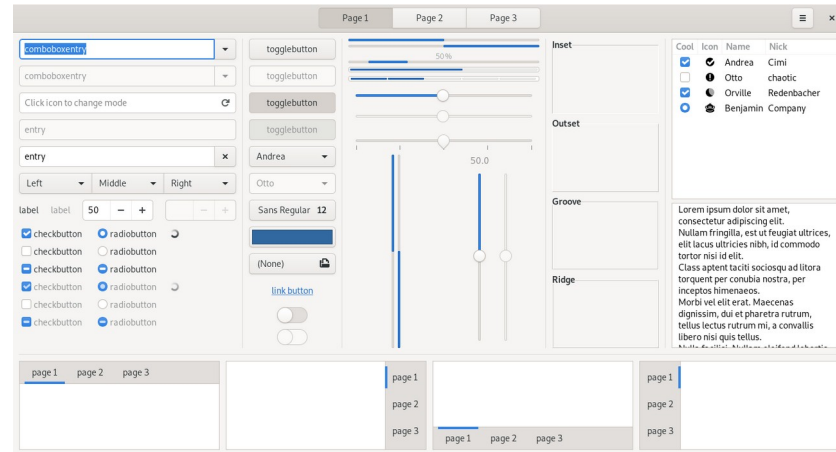 Page 1 Page 2 Page 3
comboboxentry
comboboxentry
Click icon to change mode
entry
entry
Left Middle Right
label label 50 − +
checkbutton radiobutton
checkbutton radiobutton
checkbutton radiobutton
checkbutton radiobutton
checkbutton radiobutton
checkbutton radiobutton
togglebutton
togglebutton
togglebutton
togglebutton
Andrea
Otto
Sans Regular 12
(None)
link button
50%
50.0
Inset
Outset
Groove
Ridge
Cool Icon Name Nick
Andrea Cimi
Otto chaotic
Orville Redenbacher
Benjamin Company
Lorem ipsum dolor sit amet,
consectetur adipiscing elit.
Nullam fringilla, est ut feugiat ultrices,
elit lacus ultricies nibh, id commodo
tortor nisi id elit.
Class aptent taciti sociosqu ad litora
torquent per conubia nostra, per
inceptos himenaeos.
Morbi vel elit erat. Maecenas
dignissim, dui et pharetra rutrum,
tellus lectus rutrum mi, a convallis
libero nisi quis tellus.
page 1 page 2 page 3
page 1
page 2
page 3
page 1 page 2 page 3
page 1
page 2
page 3